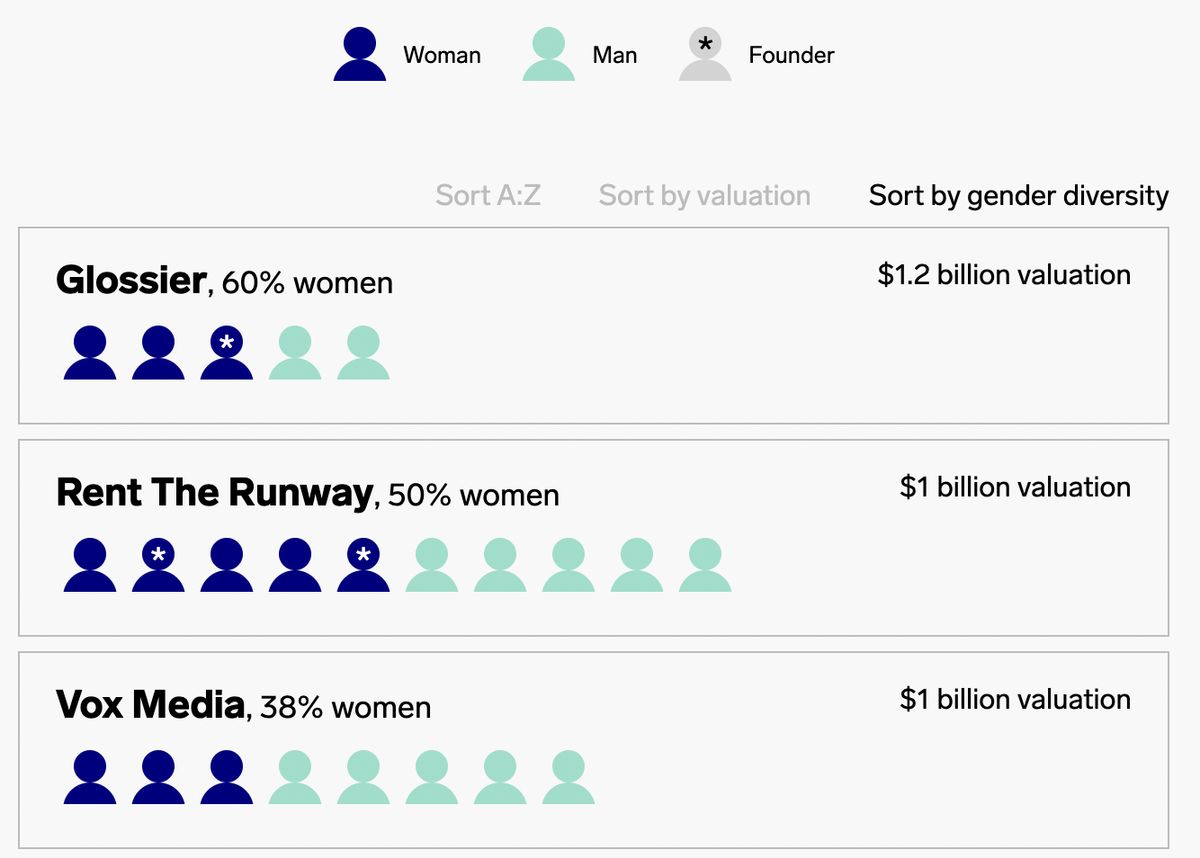 Woman Man * Founder
Sort A:Z Sort by valuation Sort by gender diversity
Glossier, 60% women $1.2 billion valuation
*
Rent The Runway, 50% women $1 billion valuation
* *
Vox Media, 38% women $1 billion valuation